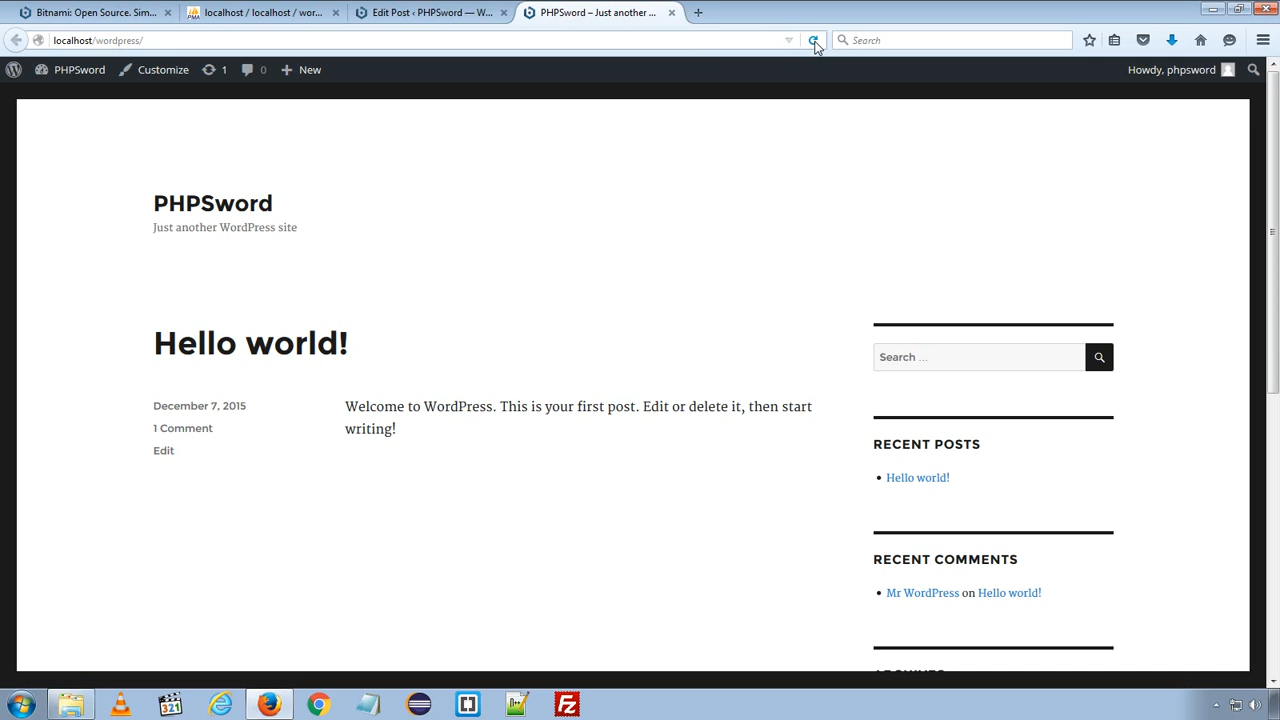 Bitnami: Open Source. Sim...
localhost / localhost / wor...
Edit Post ‹ PHPSword — W...
PHPSword – Just another ...
localhost/wordpress/
Search
PHPSword
Customize
1
0
New
Howdy, phpsword
PHPSword
Just another WordPress site
Hello world!
December 7, 2015
1 Comment
Edit
Welcome to WordPress. This is your first post. Edit or delete it, then start
writing!
Search …
RECENT POSTS
Hello world!
RECENT COMMENTS
Mr WordPress on Hello world!
ARCHIVES
321